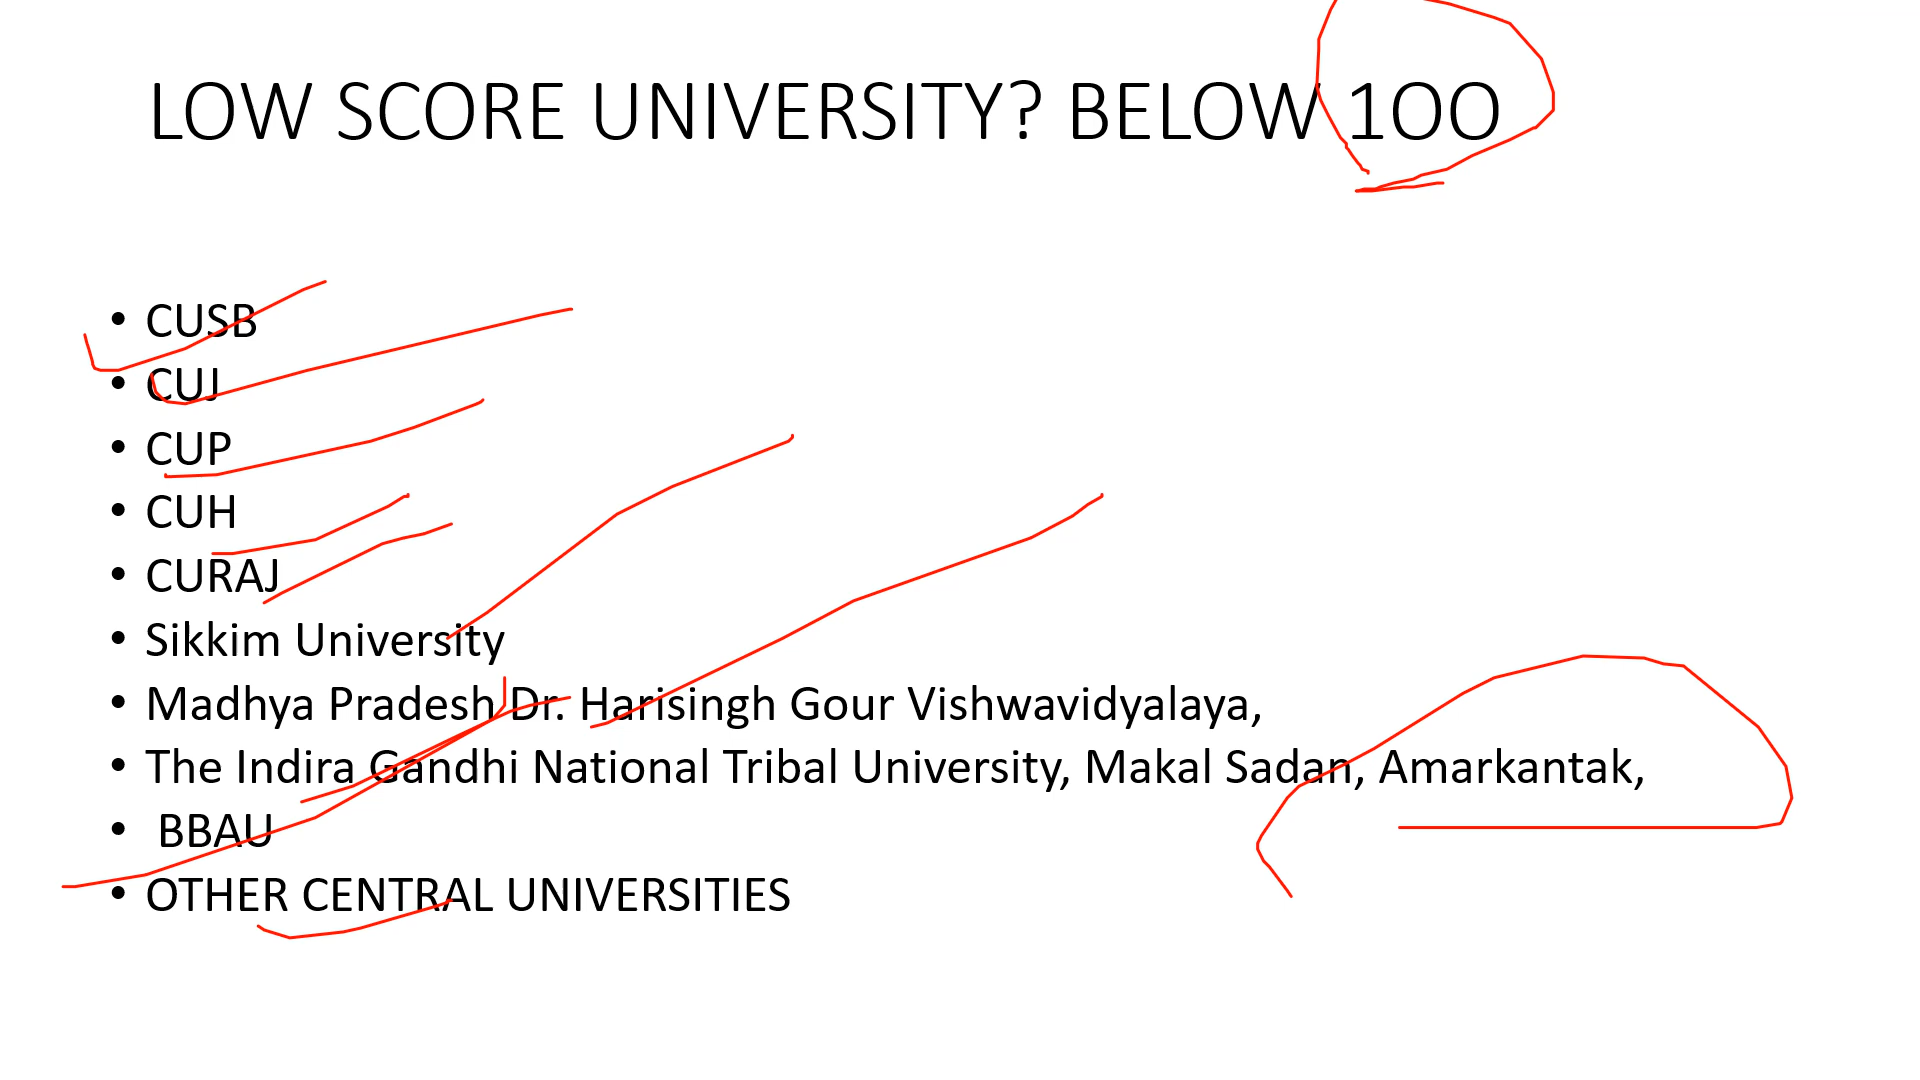 LOW SCORE UNIVERSITY? BELOW 1OO
• CUSB
• CUJ
• CUP
• CUH
• CURAJ
• Sikkim University
• Madhya Pradesh Dr. Harisingh Gour Vishwavidyalaya,
• The Indira Gandhi National Tribal University, Makal Sadan, Amarkantak,
• BBAU
• OTHER CENTRAL UNIVERSITIES